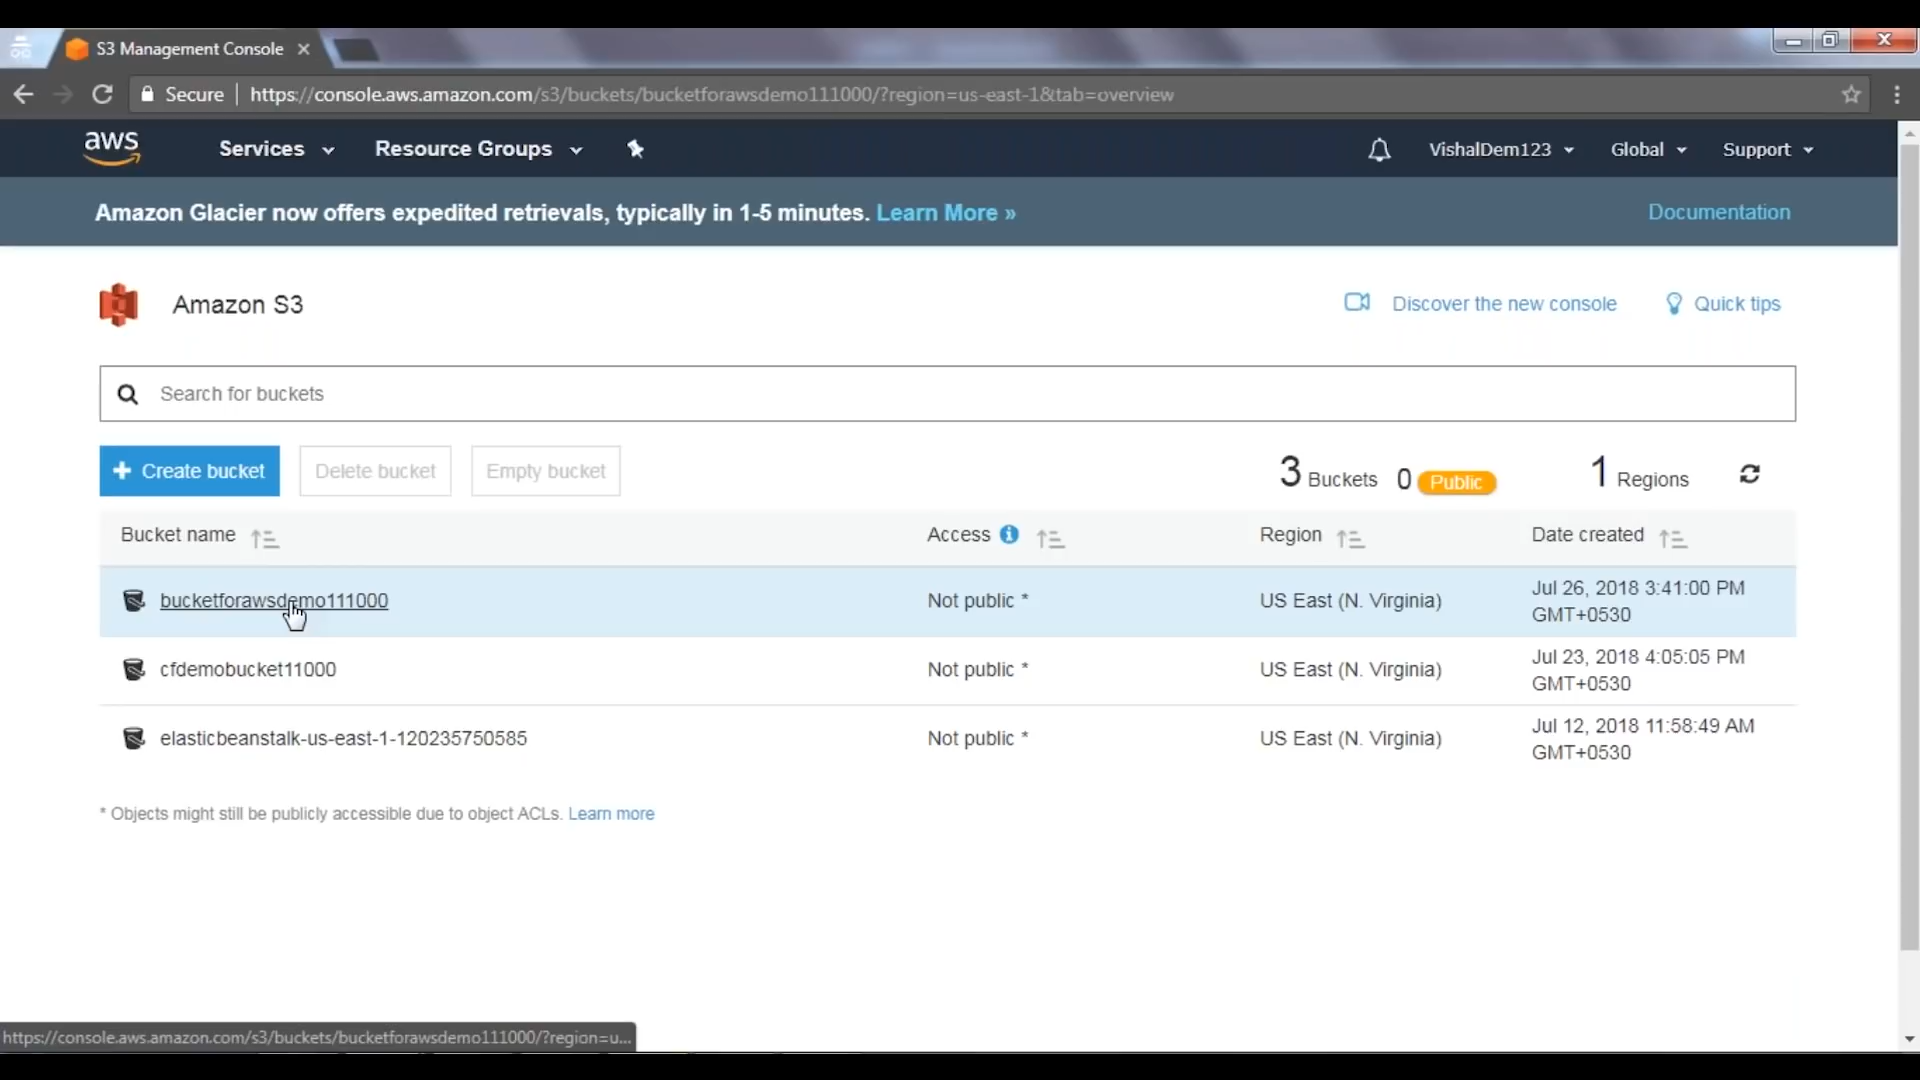 S3 Management Console
Secure | https://console.aws.amazon.com/s3/buckets/bucketforawsdemo111000/?region=us-east-1&tab=overview
aws Services Resource Groups VishalDem123 Global Support
Amazon Glacier now offers expedited retrievals, typically in 1-5 minutes. Learn More » Documentation
Amazon S3 Discover the new console Quick tips
Search for buckets
+ Create bucket Delete bucket Empty bucket 3 Buckets 0 Public 1 Regions
Bucket name Access i Region Date created
bucketforawsdemo111000 Not public * US East (N. Virginia) Jul 26, 2018 3:41:00 PM
GMT+0530
cfdemobucket11000 Not public * US East (N. Virginia) Jul 23, 2018 4:05:05 PM
GMT+0530
elasticbeanstalk-us-east-1-120235750585 Not public * US East (N. Virginia) Jul 12, 2018 11:58:49 AM
GMT+0530
* Objects might still be publicly accessible due to object ACLs. Learn more
https://console.aws.amazon.com/s3/buckets/bucketforawsdemo111000/?region=u...